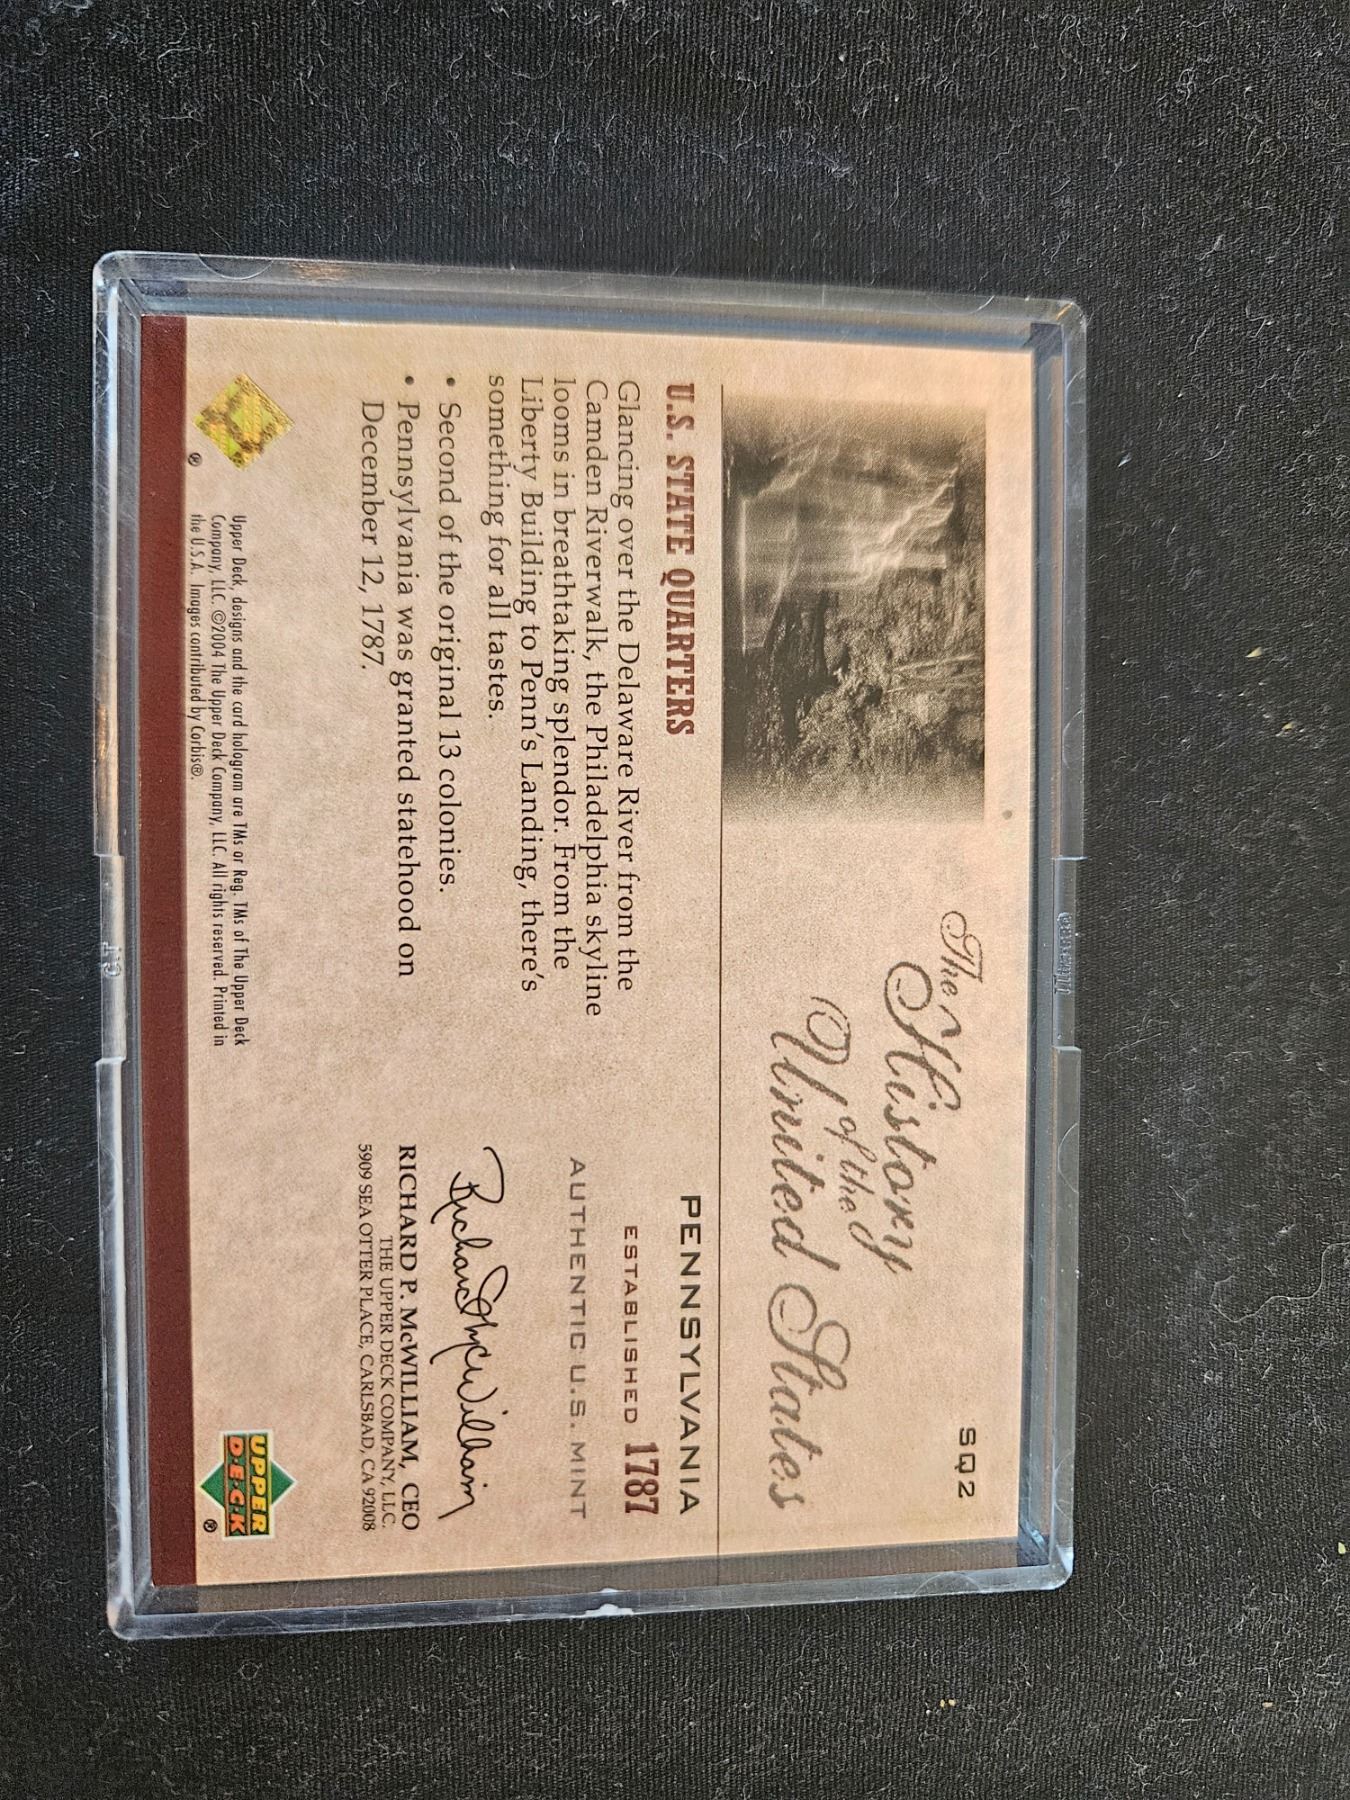 SQ2
The
History
of the
United States
U.S. STATE QUARTERS
Glancing over the Delaware River from the
Camden Riverwalk, the Philadelphia skyline
looms in breathtaking splendor. From the
Liberty Building to Penn's Landing, there's
something for all tastes.
• Second of the original 13 colonies.
• Pennsylvania was granted statehood on
December 12, 1787.
PENNSYLVANIA
ESTABLISHED 1787
AUTHENTIC U.S. MINT
Richard P. McWilliam
RICHARD P. McWILLIAM, CEO
THE UPPER DECK COMPANY, LLC.
5909 SEA OTTER PLACE, CARLSBAD, CA 92008
®
Upper Deck, designs and the card hologram are TMs or Reg. TMs of The Upper Deck
Company, LLC. ©2004 The Upper Deck Company, LLC. All rights reserved. Printed in
the U.S.A. Images contributed by Corbis®.
UPPER
D·E·C·K
®